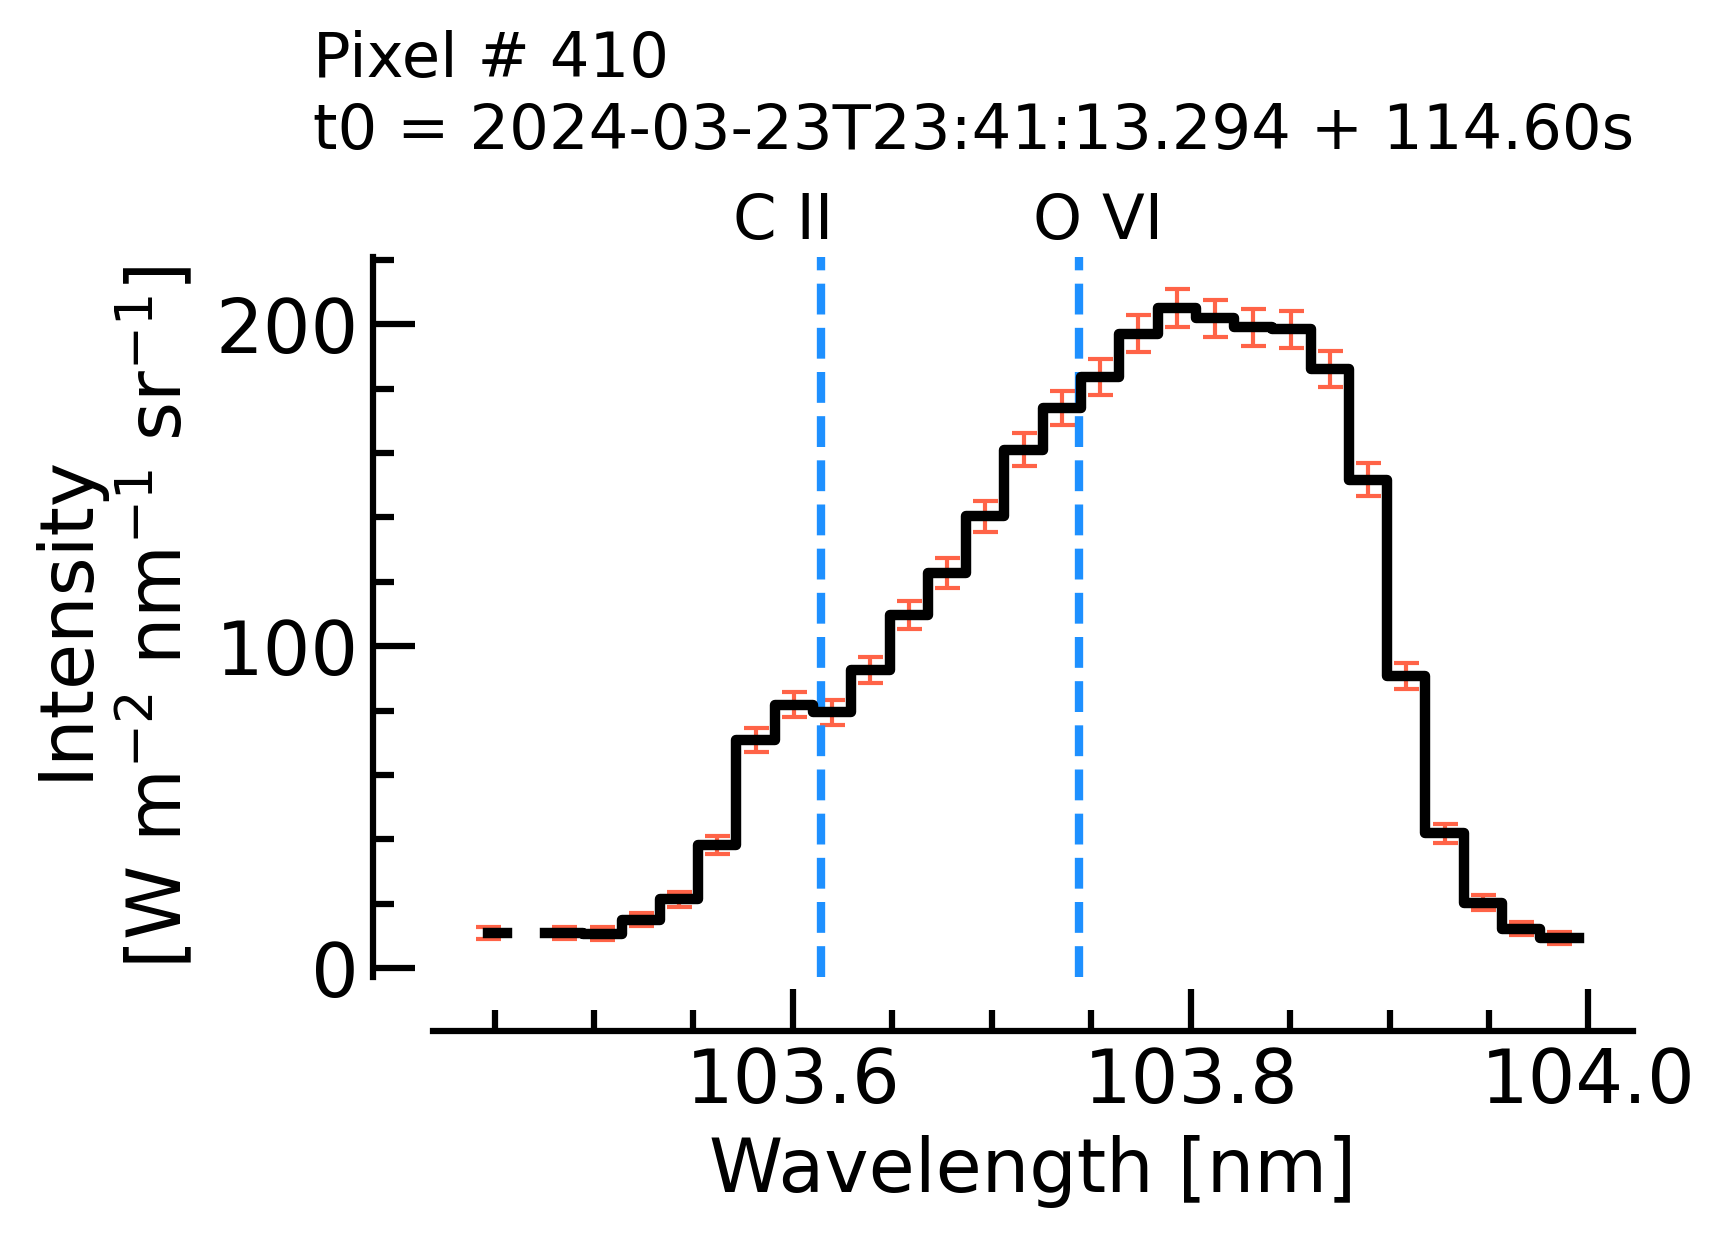 Pixel # 410
t0 = 2024-03-23T23:41:13.294 + 114.60s
C II
O VI
Intensity
[W m⁻² nm⁻¹ sr⁻¹]
200
100
0
103.6
103.8
104.0
Wavelength [nm]